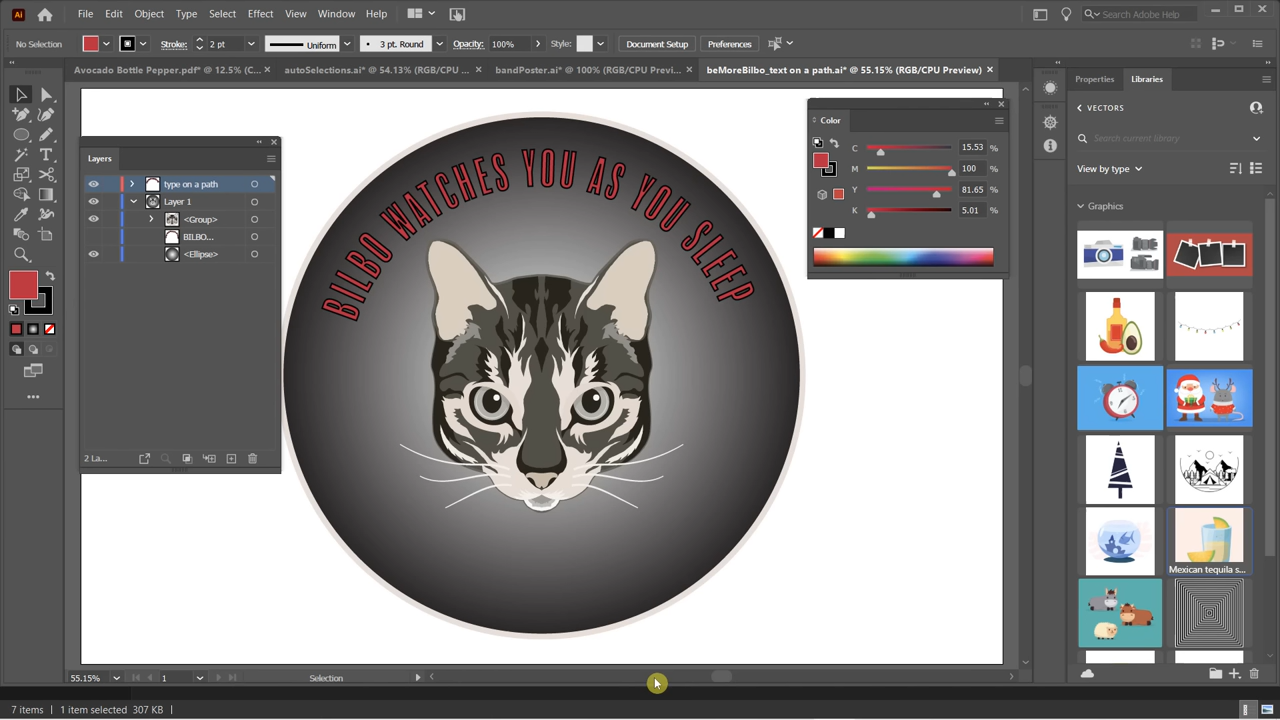 Ai File Edit Object Type Select Effect View Window Help Search Adobe Help
No Selection Stroke: 2 pt Uniform 3 pt. Round Opacity: 100% Style: Document Setup Preferences
Avocado Bottle Pepper.pdf* @ 12.5% (C... × autoSelections.ai* @ 54.13% (RGB/CPU ... × bandPoster.ai* @ 100% (RGB/CPU Previ... × beMoreBilbo_text on a path.ai* @ 55.15% (RGB/CPU Preview) ×
Properties Libraries
VECTORS
Search current library
View by type
Graphics
Mexican tequila s...
Color
C 15.53 %
M 100 %
Y 81.65 %
K 5.01 %
Layers
type on a path
Layer 1
<Group>
BILBO...
<Ellipse>
2 La...
BILBO WATCHES YOU AS YOU SLEEP
55.15% 1 Selection
7 items 1 item selected 307 KB